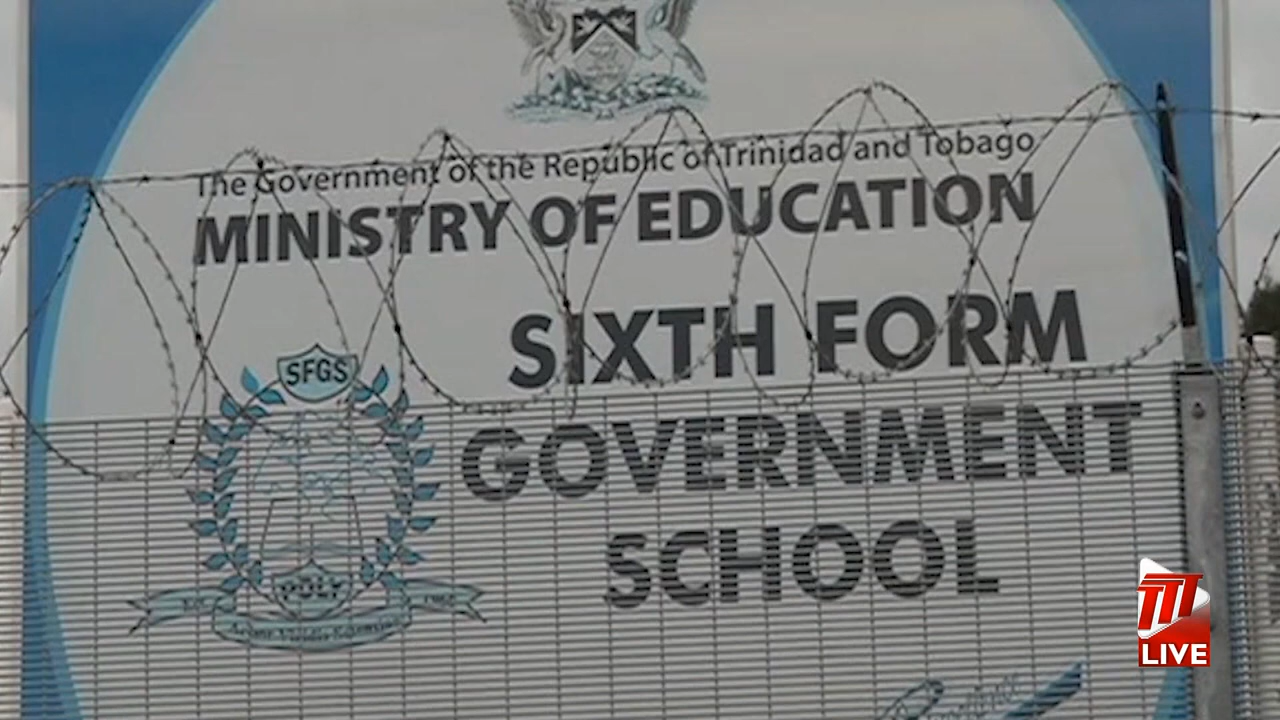 The Government of the Republic of Trinidad and Tobago
MINISTRY OF EDUCATION
SIXTH FORM
GOVERNMENT
SCHOOL
SFGS
POLY
TTT
LIVE